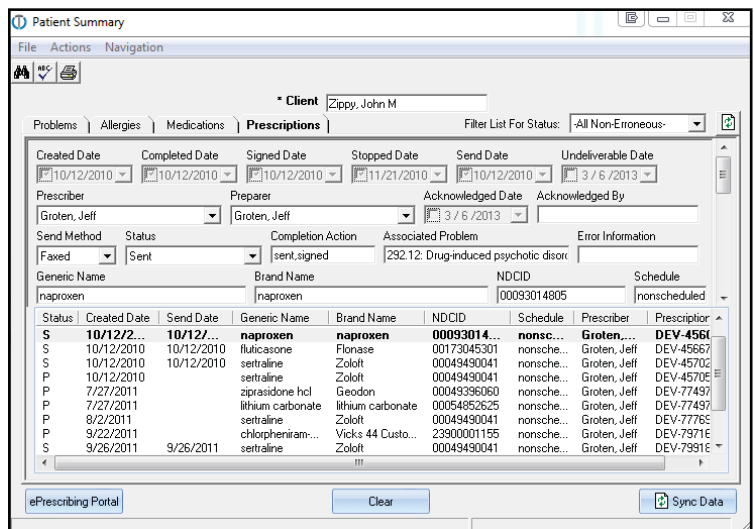 Patient Summary
File Actions Navigation
ABC
* Client Zippy, John M
Problems Allergies Medications Prescriptions Filter List For Status: -All Non-Erroneous-
Created Date Completed Date Signed Date Stopped Date Send Date Undeliverable Date
10/12/2010 10/12/2010 10/12/2010 11/21/2010 10/12/2010 3 / 6 /2013
Prescriber Preparer Acknowledged Date Acknowledged By
Groten, Jeff Groten, Jeff 3 / 6 /2013
Send Method Status Completion Action Associated Problem Error Information
Faxed Sent sent,signed 292.12: Drug-induced psychotic disor
Generic Name Brand Name NDCID Schedule
naproxen naproxen 00093014805 nonscheduled
Status Created Date Send Date Generic Name Brand Name NDCID Schedule Prescriber Prescription
S 10/12/2... 10/12/... naproxen naproxen 00093014... nonsc... Groten,... DEV-4566
S 10/12/2010 10/12/2010 fluticasone Flonase 00173045301 nonsche... Groten, Jeff DEV-45667
S 10/12/2010 10/12/2010 sertraline Zoloft 00049490041 nonsche... Groten, Jeff DEV-45702
P 10/12/2010 sertraline Zoloft 00049490041 nonsche... Groten, Jeff DEV-45705
P 7/27/2011 ziprasidone hcl Geodon 00049396060 nonsche... Groten, Jeff DEV-77497
P 7/27/2011 lithium carbonate lithium carbonate 00054852625 nonsche... Groten, Jeff DEV-77497
P 8/2/2011 sertraline Zoloft 00049490041 nonsche... Groten, Jeff DEV-77769
P 9/22/2011 chlorpheniram-... Vicks 44 Custo... 23900001155 nonsche... Groten, Jeff DEV-79716
S 9/26/2011 9/26/2011 sertraline Zoloft 00049490041 nonsche... Groten, Jeff DEV-79918
ePrescribing Portal Clear Sync Data